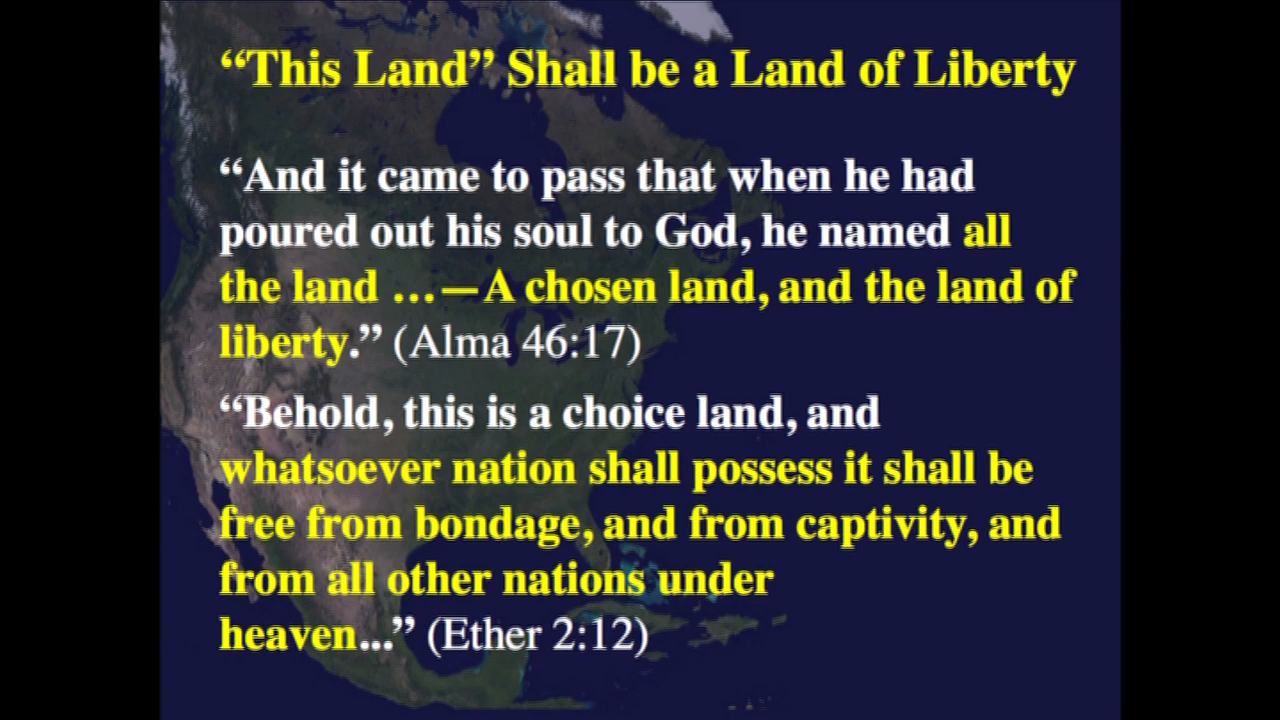 “This Land” Shall be a Land of Liberty
“And it came to pass that when he had
poured out his soul to God, he named all
the land …—A chosen land, and the land of
liberty.” (Alma 46:17)
“Behold, this is a choice land, and
whatsoever nation shall possess it shall be
free from bondage, and from captivity, and
from all other nations under
heaven...” (Ether 2:12)